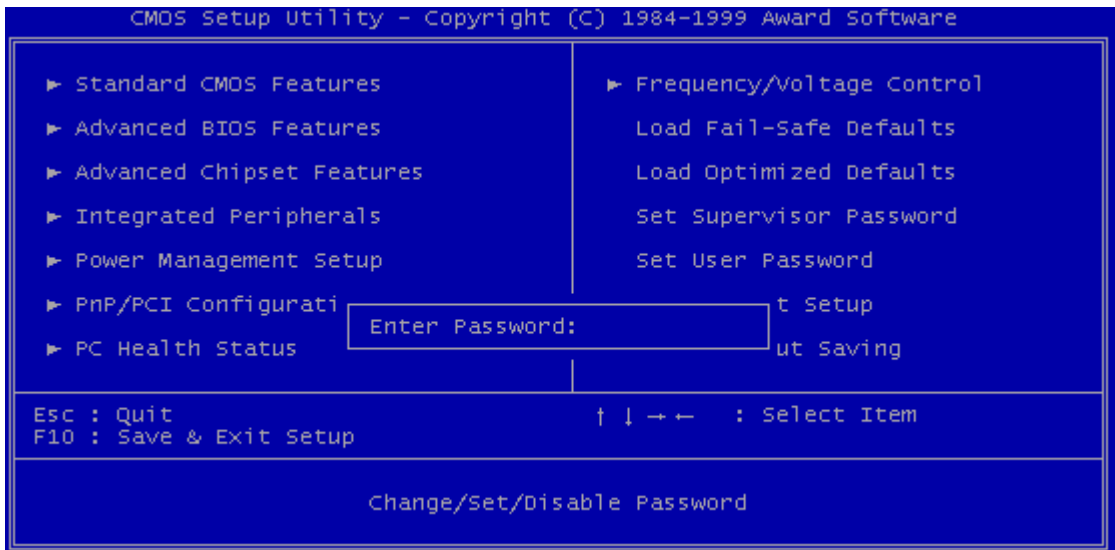 CMOS Setup Utility – Copyright (C) 1984–1999 Award Software
► Standard CMOS Features
► Advanced BIOS Features
► Advanced Chipset Features
► Integrated Peripherals
► Power Management Setup
► PnP/PCI Configurati
► PC Health Status
► Frequency/Voltage Control
Load Fail-Safe Defaults
Load Optimized Defaults
Set Supervisor Password
Set User Password
t Setup
ut Saving
Enter Password:
Esc : Quit
F10 : Save & Exit Setup
↑ ↓ → ← : Select Item
Change/Set/Disable Password